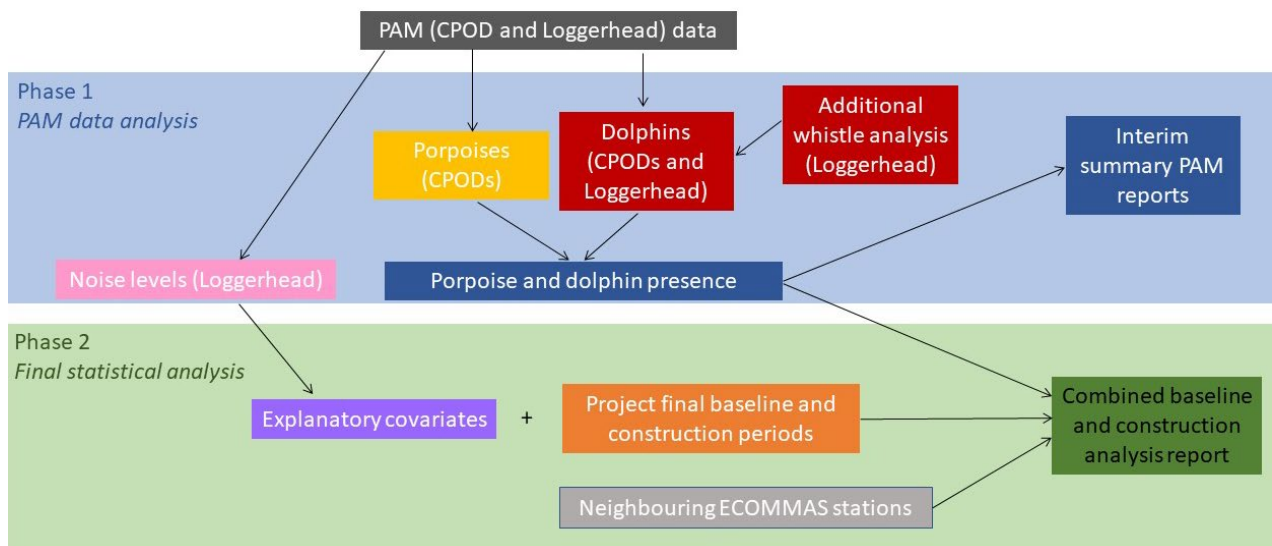 PAM (CPOD and Loggerhead) data
Phase 1
PAM data analysis
Porpoises
(CPODs)
Dolphins
(CPODs and
Loggerhead)
Additional
whistle analysis
(Loggerhead)
Interim
summary PAM
reports
Noise levels (Loggerhead)
Porpoise and dolphin presence
Phase 2
Final statistical analysis
Explanatory covariates
+
Project final baseline and
construction periods
Combined baseline
and construction
analysis report
Neighbouring ECOMMAS stations